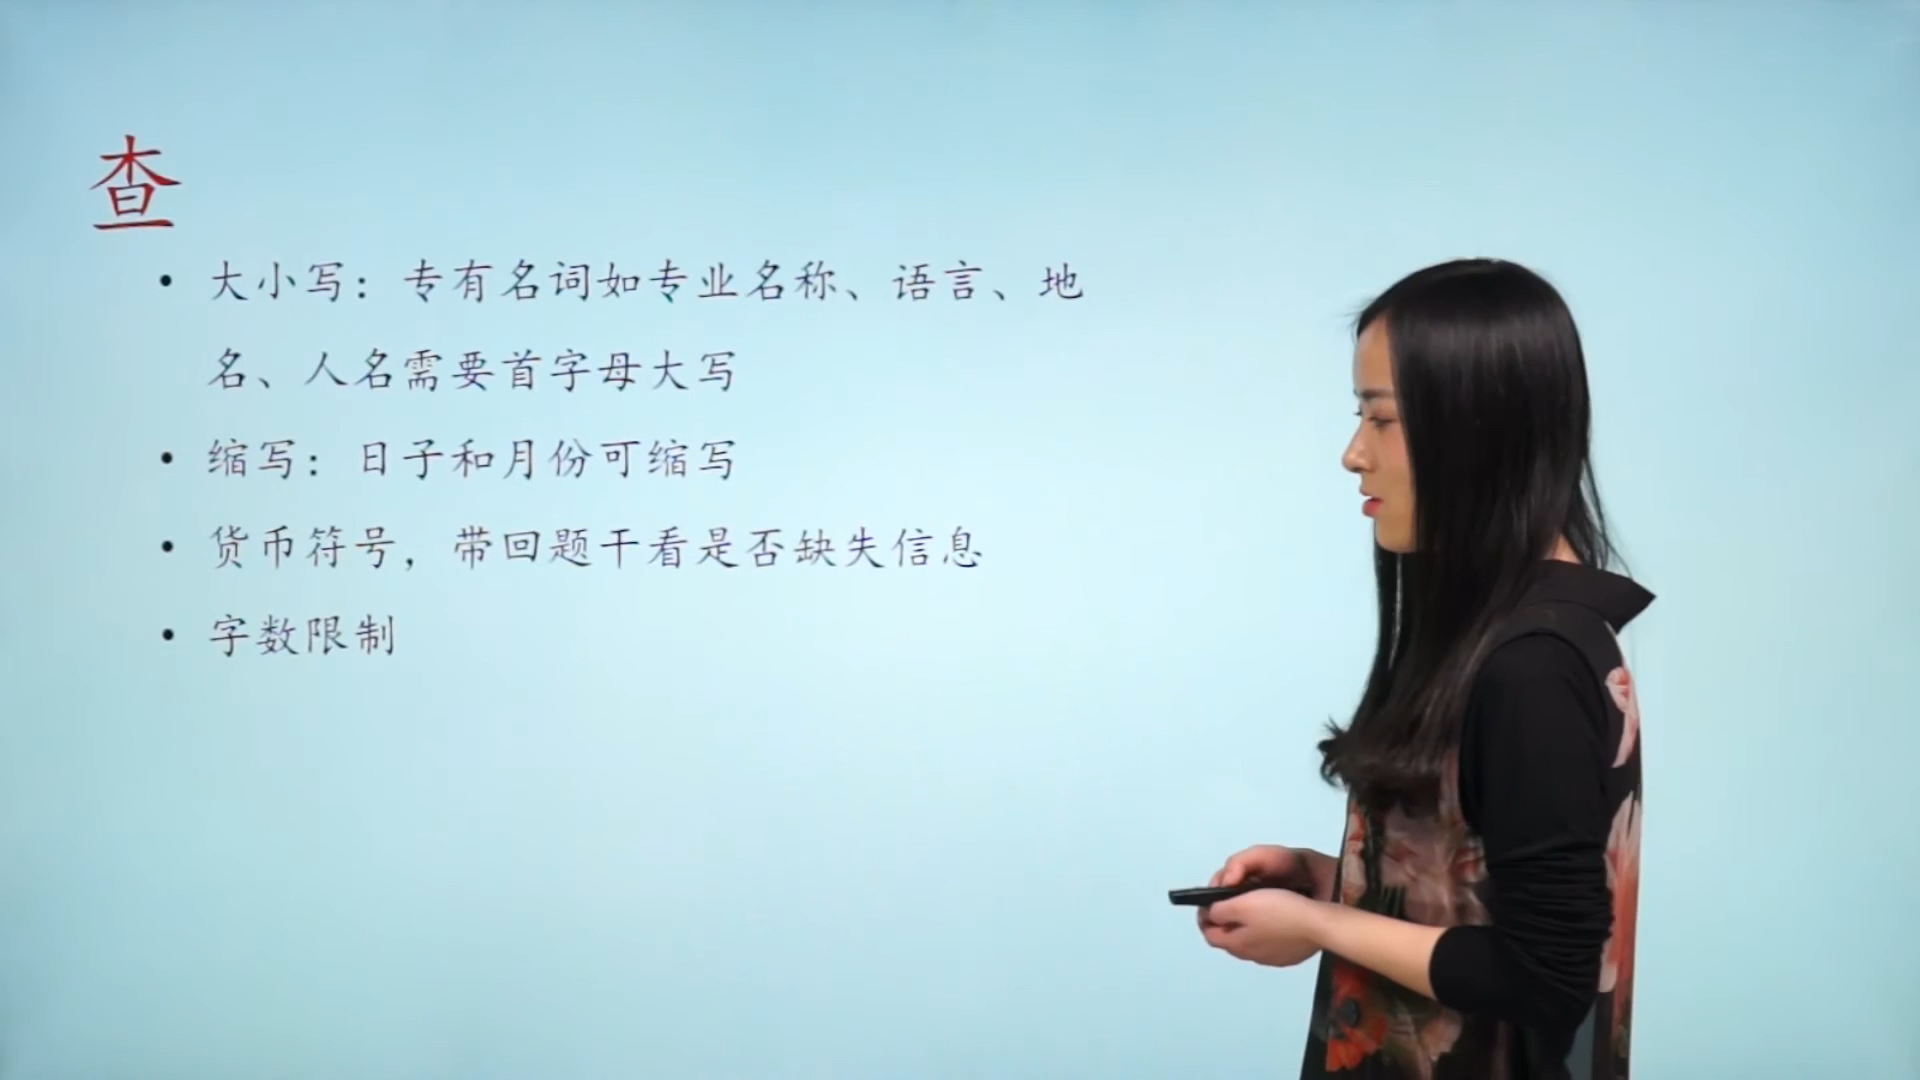 查
• 大小写：专有名词如专业名称、语言、地
名、人名需要首字母大写
• 缩写：日子和月份可缩写
• 货币符号，带回题干看是否缺失信息
• 字数限制